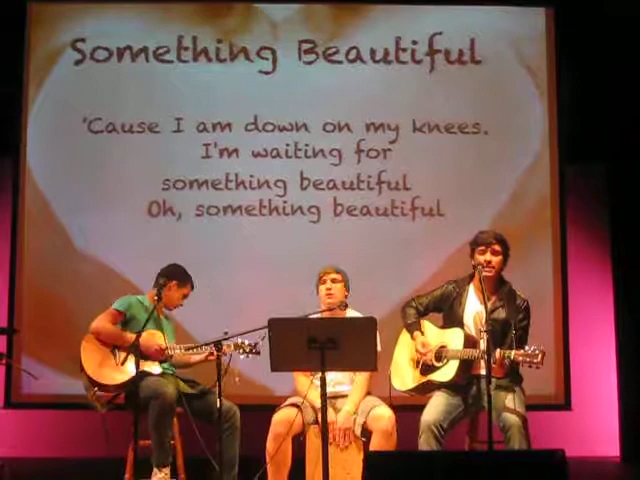 Something Beautiful
'Cause I am down on my knees.
I'm waiting for
something beautiful
Oh, something beautiful